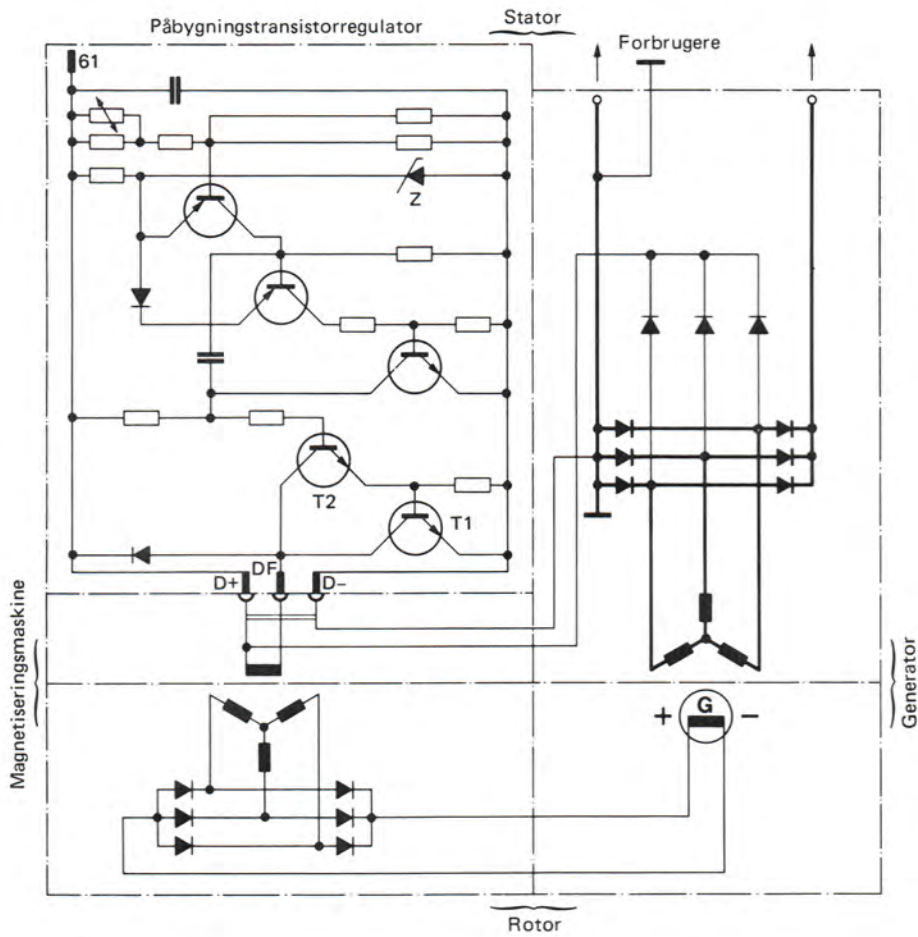 Påbygningstransistorregulator
Stator
Forbrugere
61
Z
T2
T1
D+
DF
D−
Magnetiseringsmaskine
Generator
+ G −
Rotor